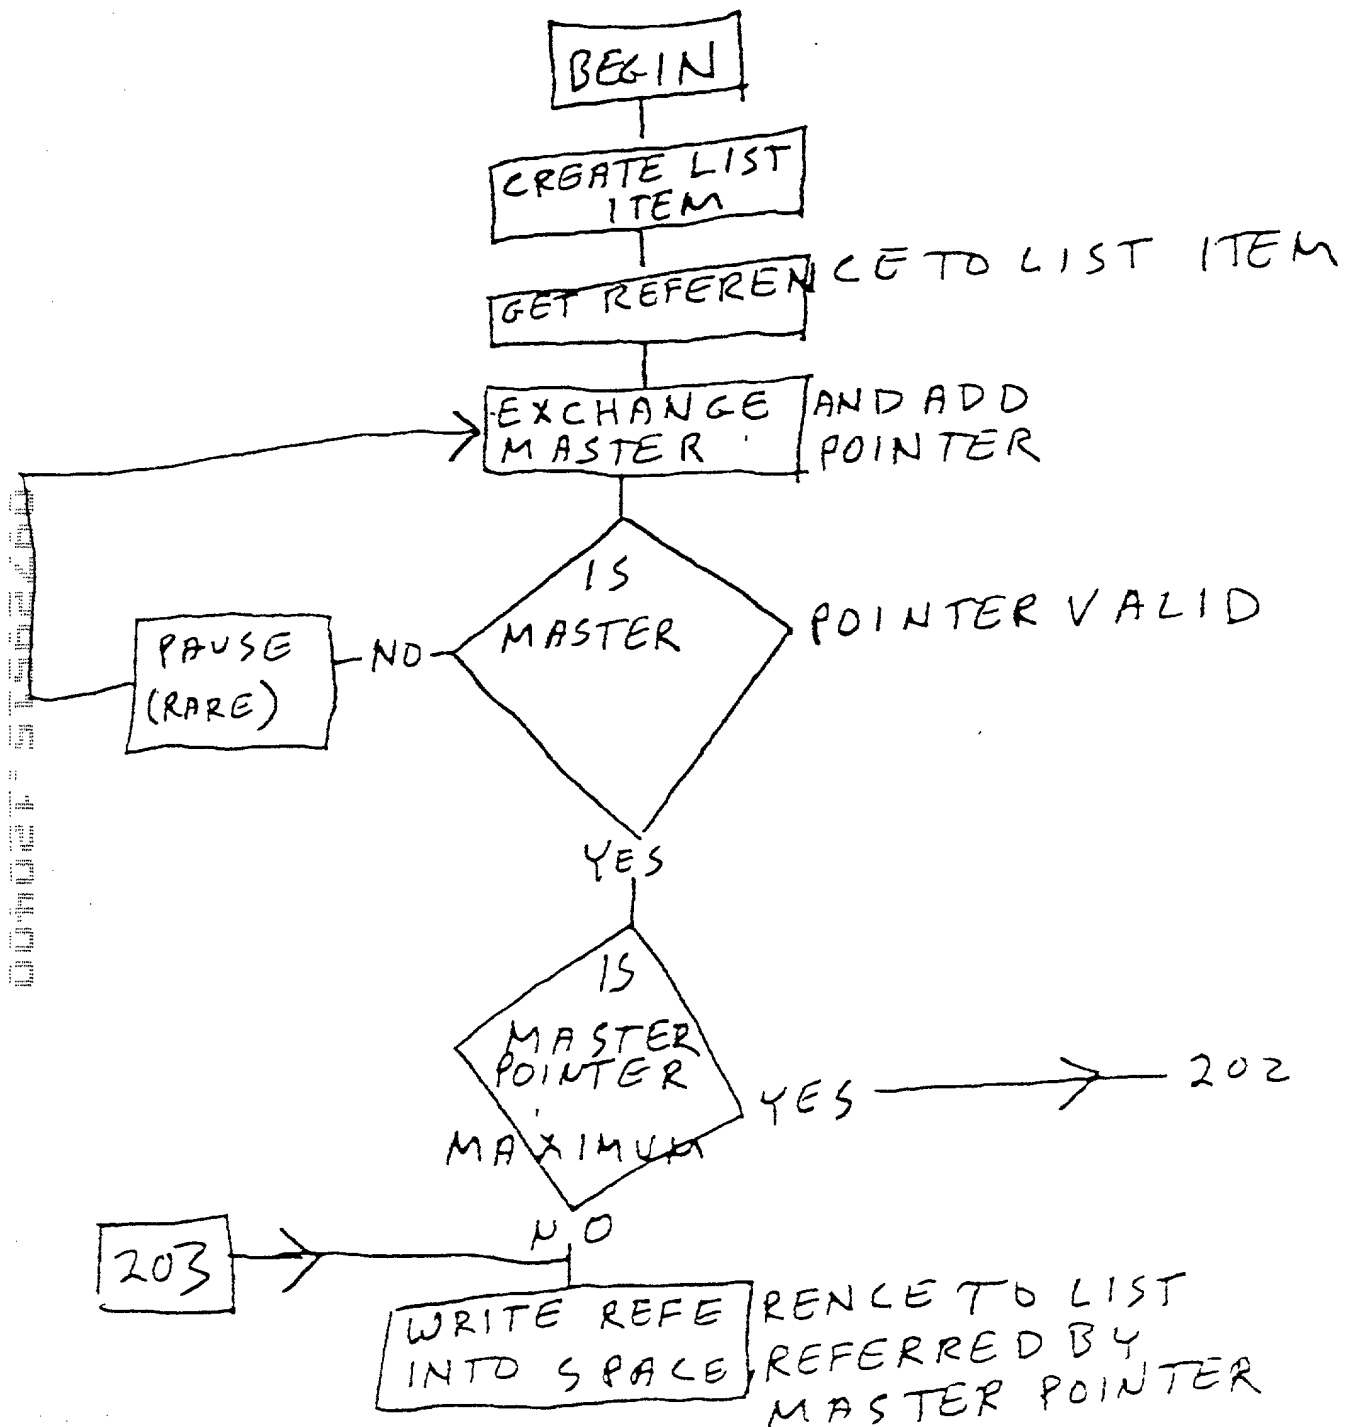 BEGIN
CREATE LIST
ITEM
GET REFERENCE TO LIST ITEM
EXCHANGE AND ADD
MASTER POINTER
IS
MASTER POINTER VALID
PAUSE
(RARE)
NO
YES
IS
MASTER
POINTER
MAXIMUM
YES
202
NO
203
WRITE REFERENCE TO LIST
INTO SPACE REFERRED BY
MASTER POINTER